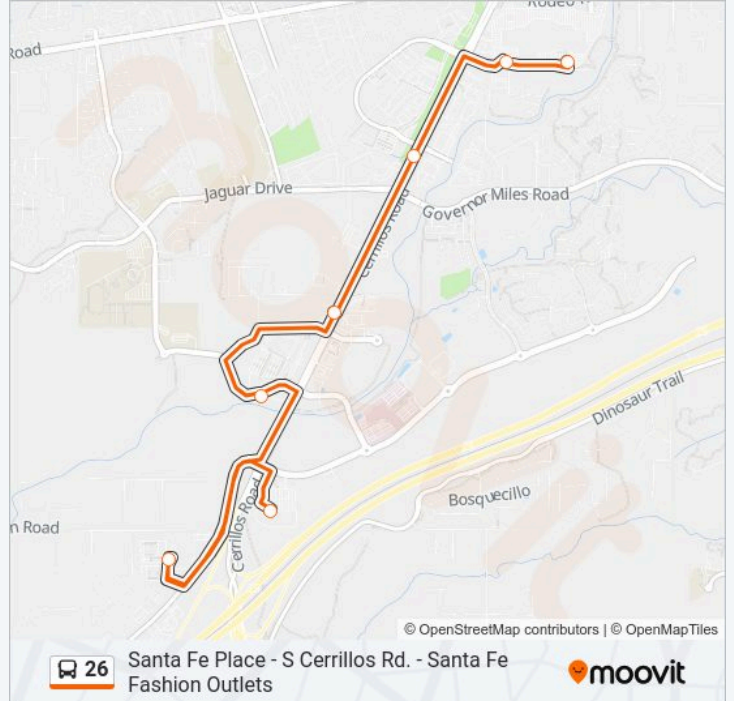 Rodeo
Road
Jaguar Drive
Governor Miles Road
Cerrillos Road
Dinosaur Trail
Bosquecillo
n Road
Cerrillos Road
© OpenStreetMap contributors | © OpenMapTiles
26
Santa Fe Place - S Cerrillos Rd. - Santa Fe
Fashion Outlets
moovit